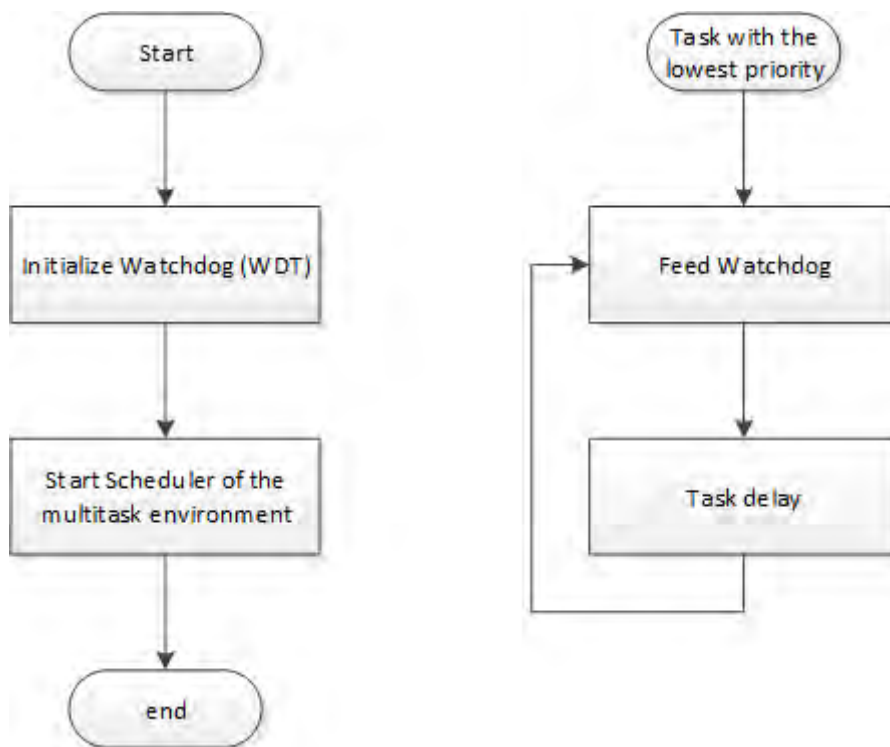 Start
Initialize Watchdog (WDT)
Start Scheduler of the
multitask environment
end
Task with the
lowest priority
Feed Watchdog
Task delay